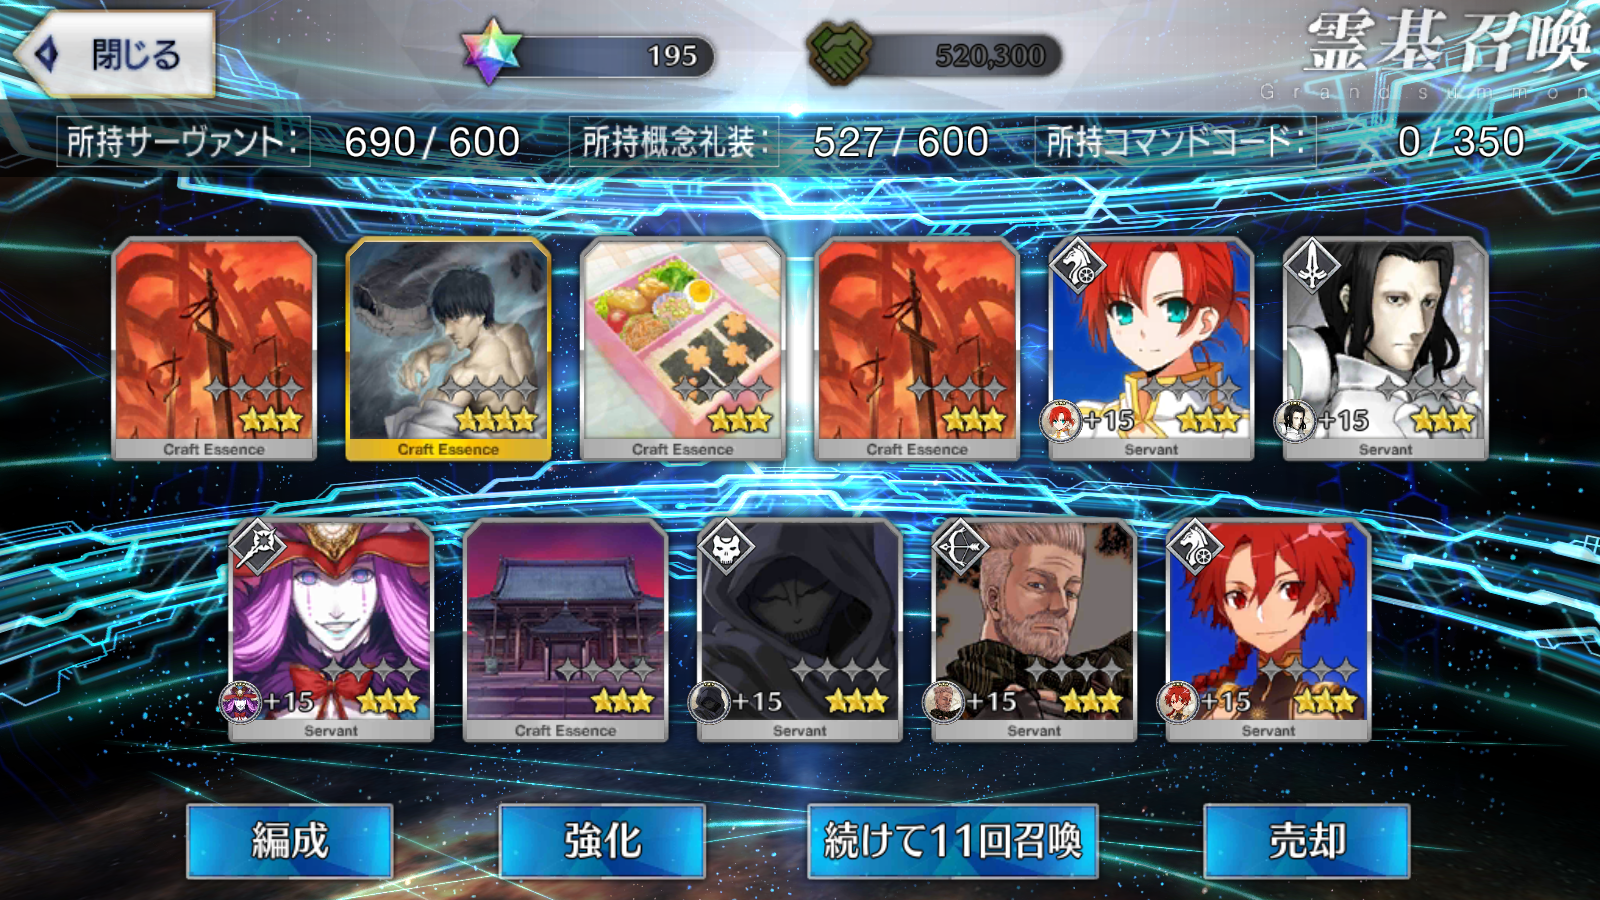 閉じる
195
520,300
霊基召喚
Grand summon
所持サーヴァント: 690 / 600
所持概念礼装: 527 / 600
所持コマンドコード: 0 / 350
Craft Essence
Craft Essence
Craft Essence
Craft Essence
+15
Servant
+15
Servant
+15
Servant
Craft Essence
+15
Servant
+15
Servant
+15
Servant
編成
強化
続けて11回召喚
売却